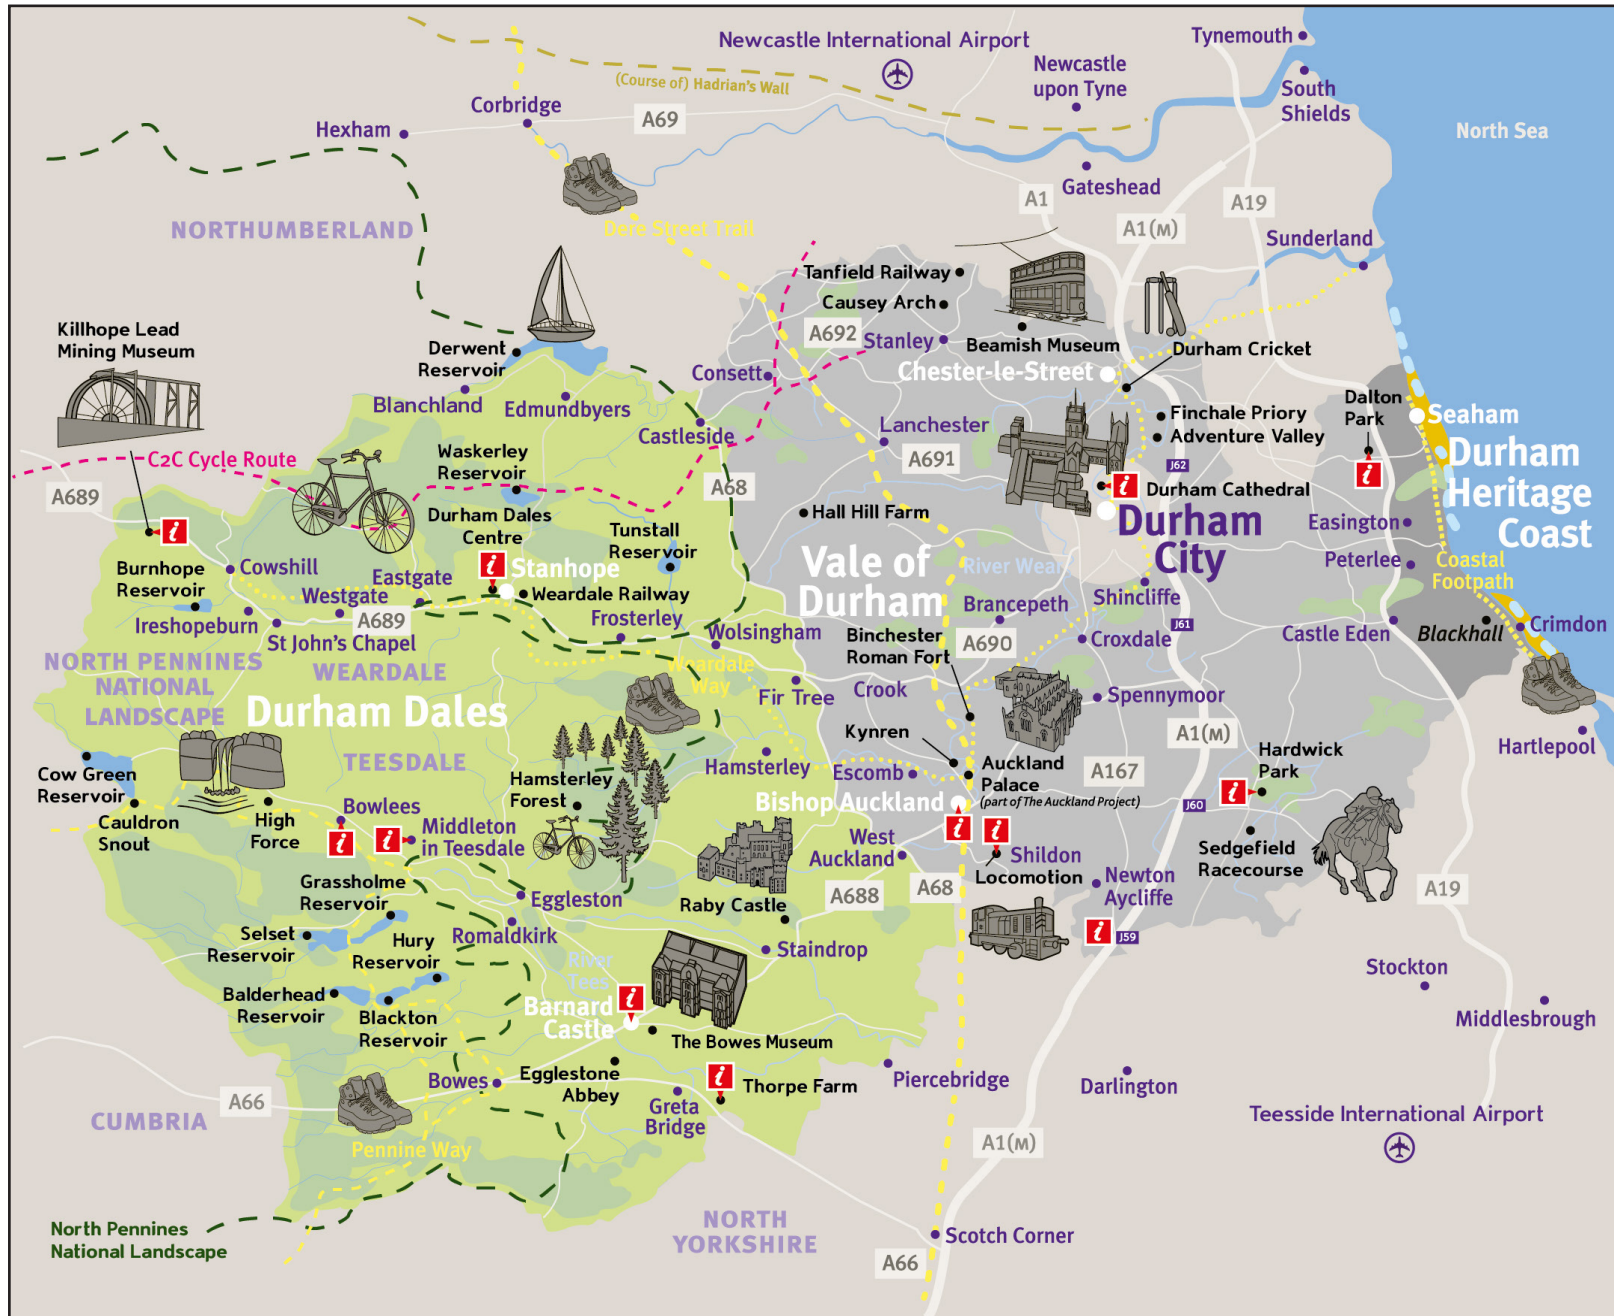 Newcastle International Airport
Tynemouth
(Course of) Hadrian's Wall
Newcastle
upon Tyne
South
Shields
Corbridge
Hexham
A69
North Sea
Gateshead
A1
A19
A1(M)
NORTHUMBERLAND
Dere Street Trail
Sunderland
Tanfield Railway
Causey Arch
A692
Stanley
Beamish Museum
Durham Cricket
Killhope Lead
Mining Museum
Derwent
Reservoir
Consett
Chester-le-Street
Blanchland
Edmundbyers
Castleside
Lanchester
Finchale Priory
Adventure Valley
Dalton
Park
Seaham
Durham
Heritage
Coast
C2C Cycle Route
Waskerley
Reservoir
A691
J62
A689
A68
i
Durham Cathedral
i
Durham Dales
Centre
Tunstall
Reservoir
Hall Hill Farm
Durham
City
Easington
i
i
Stanhope
Vale of
Durham
River Wear
Peterlee
Coastal
Footpath
Burnhope
Reservoir
Cowshill
Eastgate
Westgate
Weardale Railway
Shincliffe
Ireshopeburn
A689
St John's Chapel
Frosterley
Wolsingham
Brancepeth
Binchester
Roman Fort
A690
Croxdale
J61
Castle Eden
Blackhall
Crimdon
NORTH PENNINES
NATIONAL
LANDSCAPE
WEARDALE
Weardale
Way
Fir Tree
Crook
Spennymoor
Durham Dales
Kynren
A1(M)
Hartlepool
TEESDALE
Cow Green
Reservoir
Hamsterley
Forest
Hamsterley
Escomb
Auckland
Palace
(part of The Auckland Project)
A167
Hardwick
Park
i
Bishop Auckland
J60
Cauldron
Snout
High
Force
Bowlees
i
i
Middleton
in Teesdale
West
Auckland
i
i
Shildon
Locomotion
Sedgefield
Racecourse
Grassholme
Reservoir
Eggleston
A688
A68
Newton
Aycliffe
A19
Raby Castle
Selset
Reservoir
Hury
Reservoir
Romaldkirk
Staindrop
i
J59
River
Tees
Stockton
Balderhead
Reservoir
Blackton
Reservoir
Barnard
Castle
i
The Bowes Museum
Middlesbrough
Bowes
Egglestone
Abbey
i
Thorpe Farm
Piercebridge
Darlington
A66
Greta
Bridge
CUMBRIA
Teesside International Airport
Pennine Way
A1(M)
North Pennines
National Landscape
NORTH
YORKSHIRE
Scotch Corner
A66